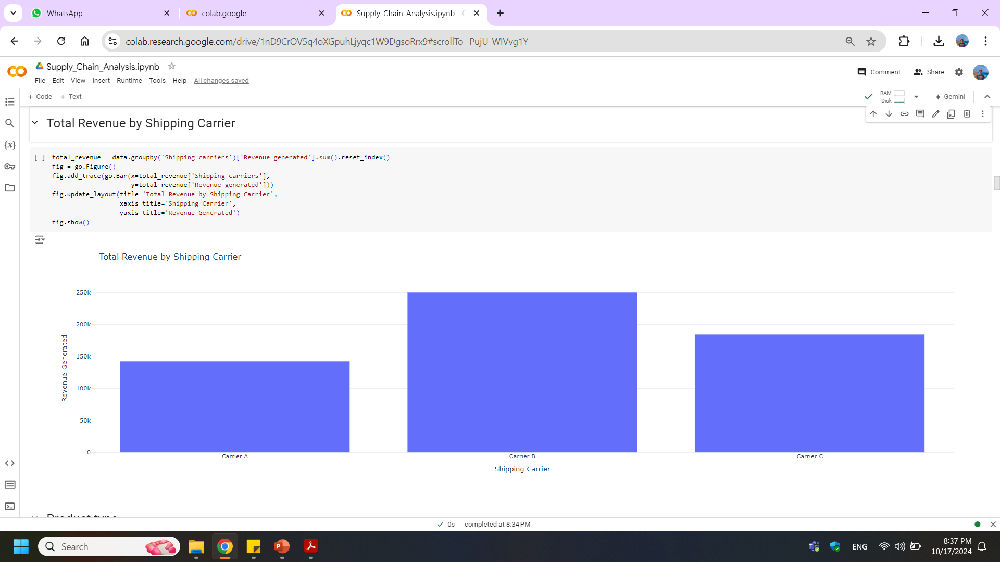 WhatsApp
colab.google
Supply_Chain_Analysis.ipynb -
colab.research.google.com/drive/1nD9CrOV5q4oXGpuhLjyqc1W9DgsoRrx9#scrollTo=PujU-WIVvg1Y
Supply_Chain_Analysis.ipynb
File Edit View Insert Runtime Tools Help All changes saved
Comment Share
+ Code + Text
RAM
Disk
Gemini
Total Revenue by Shipping Carrier
[ ] total_revenue = data.groupby('Shipping carriers')['Revenue generated'].sum().reset_index()
fig = go.Figure()
fig.add_trace(go.Bar(x=total_revenue['Shipping carriers'],
y=total_revenue['Revenue generated']))
fig.update_layout(title='Total Revenue by Shipping Carrier',
xaxis_title='Shipping Carrier',
yaxis_title='Revenue Generated')
fig.show()
Total Revenue by Shipping Carrier
250k
200k
150k
100k
50k
0
Revenue Generated
Carrier A
Carrier B
Carrier C
Shipping Carrier
Product type
0s completed at 8:34 PM
Search
ENG
8:37 PM
10/17/2024